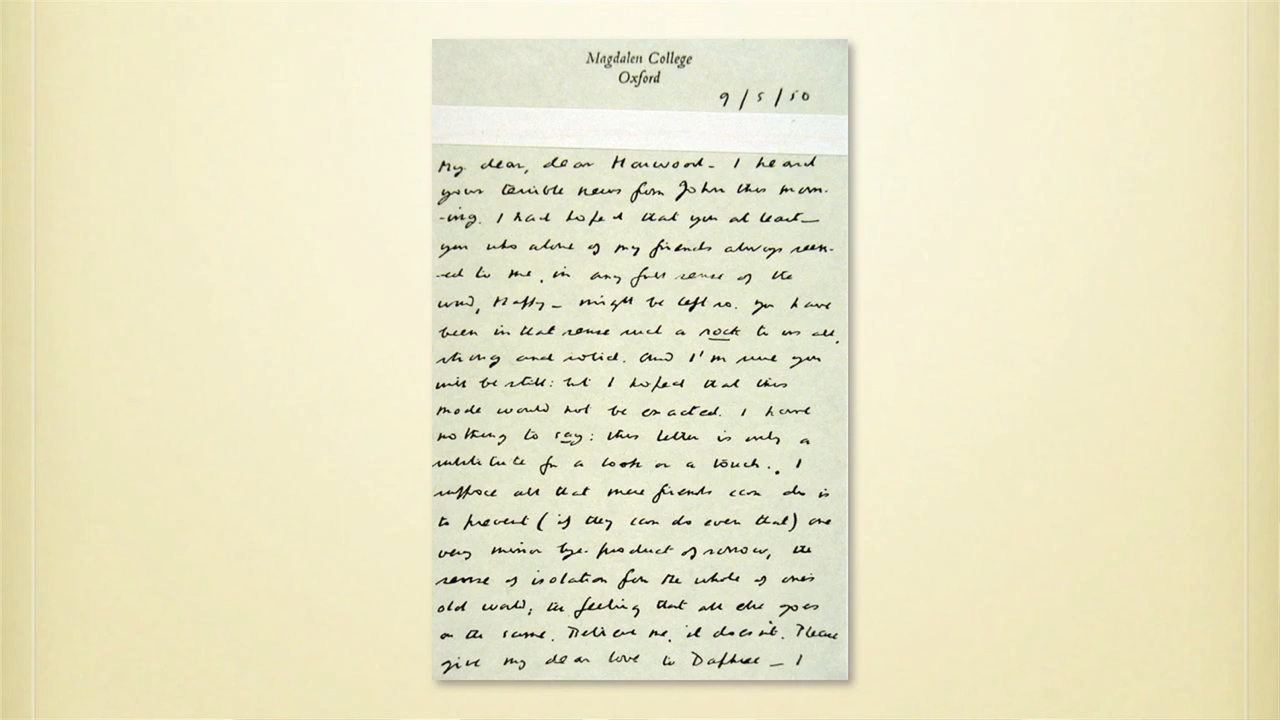 Magdalen College
Oxford
9/5/50
My dear, dear Harwood – I heard
your terrible news from John this morn-
-ing. I had hoped that you at least –
you who alone of my friends always seem-
-ed to me, in any full sense of the
word, Happy – might be left so. You have
been in that sense such a rock to us all,
strong and solid. And I'm sure you
will be still: but I hoped that this
mode would not be exacted. I have
nothing to say: this letter is only a
substitute for a look or a touch. I
suppose all that mere friends can do is
to prevent (if they can do even that) one
very minor bye-product of sorrow, the
sense of isolation from the whole of one's
old world; the feeling that all else goes
on the same. Believe me, it doesn't. Please
give my dear love to Daphne – I